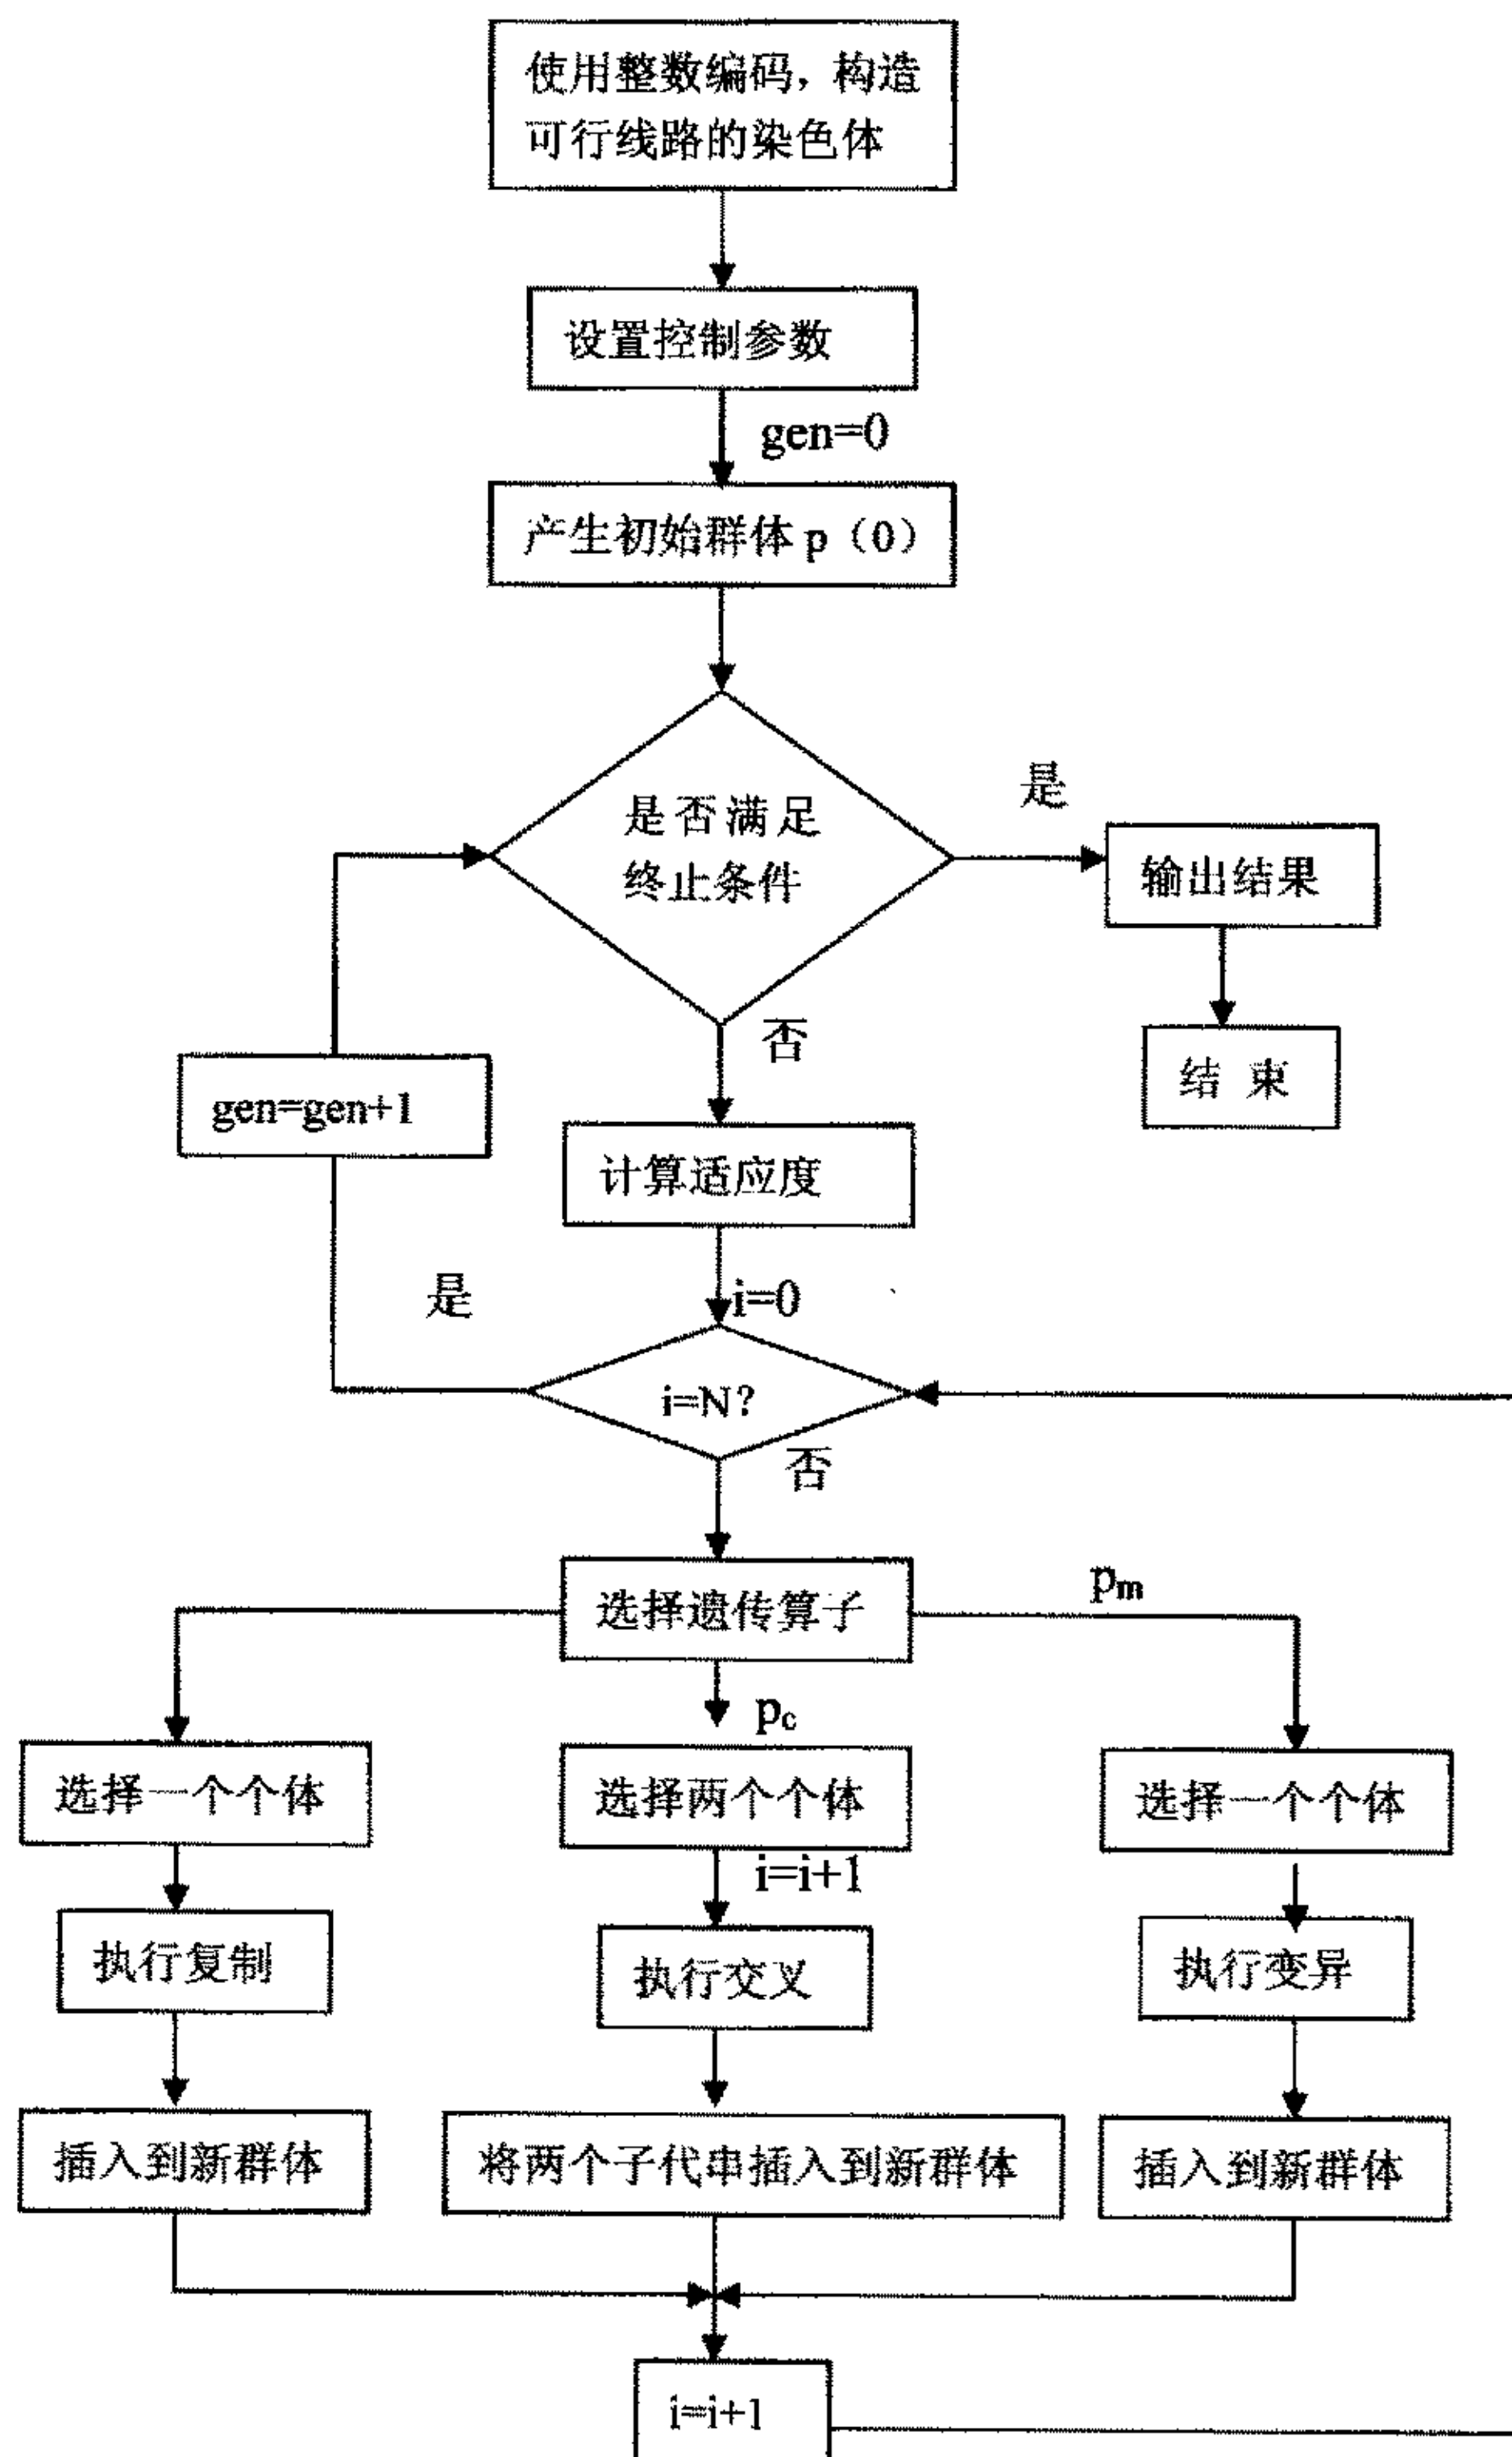 使用整数编码，构造
可行线路的染色体
设置控制参数
gen=0
产生初始群体 p（0）
是否满足
终止条件
是
输出结果
结 束
否
gen=gen+1
计算适应度
是
i=0
i=N?
否
选择遗传算子
pm
pc
选择一个个体
选择两个个体
选择一个个体
i=i+1
执行复制
执行交叉
执行变异
插入到新群体
将两个子代串插入到新群体
插入到新群体
i=i+1